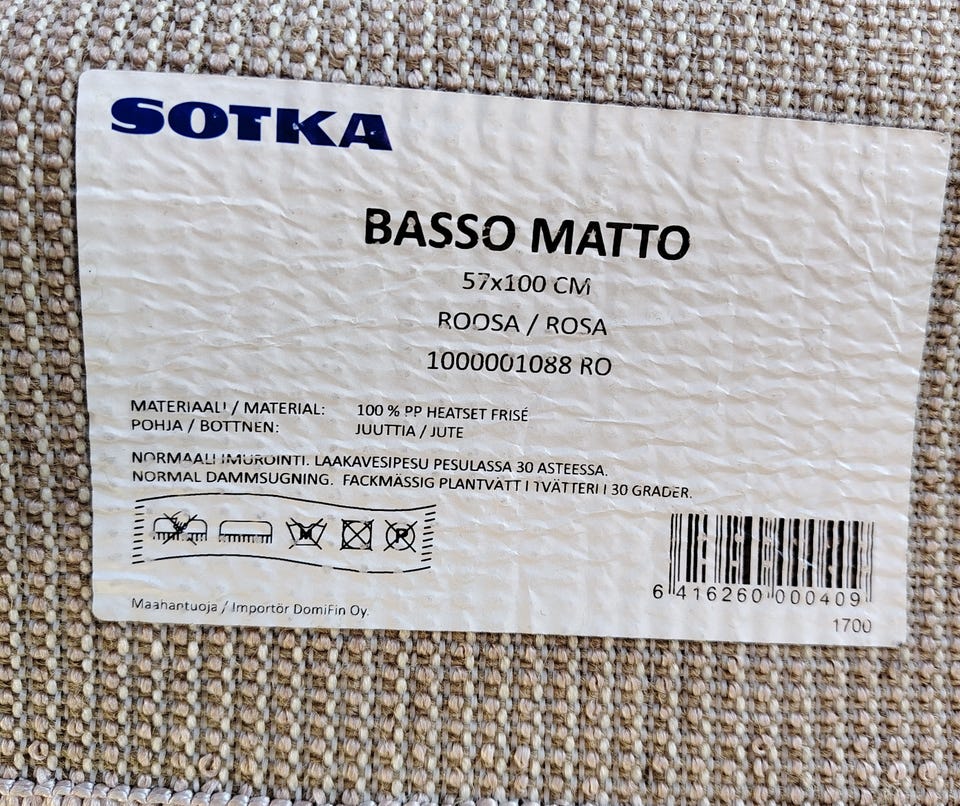 SOTKA
BASSO MATTO
57x100 CM
ROOSA / ROSA
1000001088 RO
MATERIAALI / MATERIAL: 100 % PP HEATSET FRISÉ
POHJA / BOTTNEN: JUUTTIA / JUTE
NORMAALI IMUROINTI. LAAKAVESIPESU PESULASSA 30 ASTEESSA.
NORMAL DAMMSUGNING. FACKMÄSSIG PLANTVÄTT I TVÄTTERI I 30 GRADER.
M P
6 416260 000409
Maahantuoja / Importör DomiFin Oy.
1700